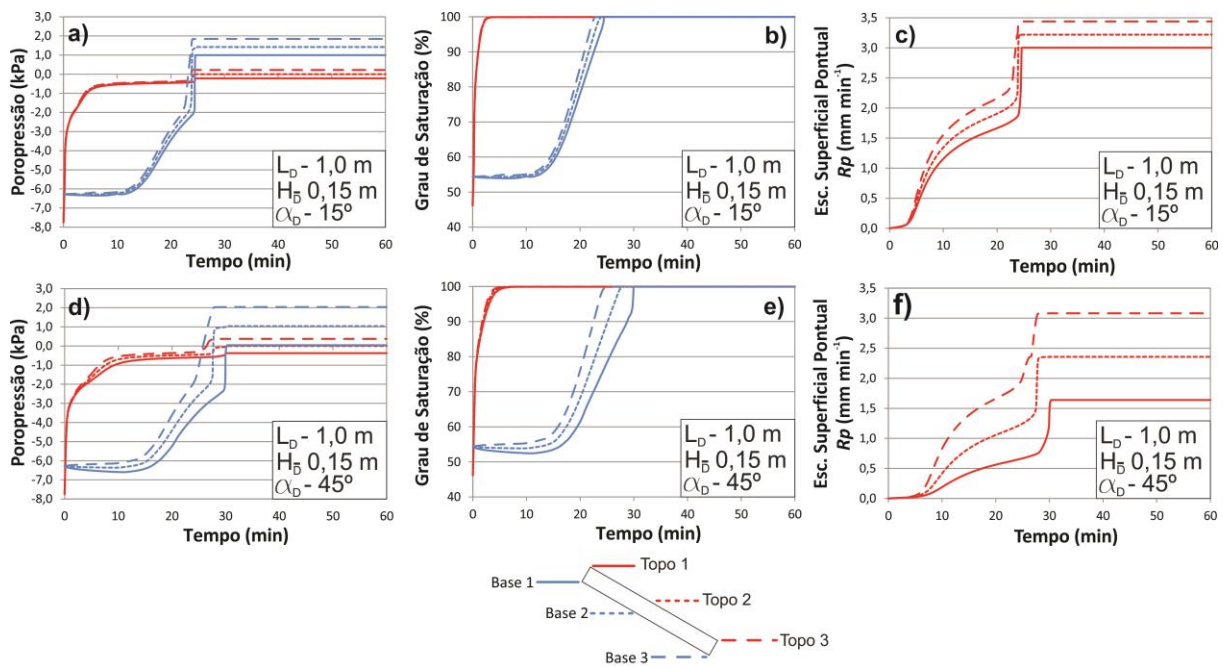 a)
Poropressão (kPa)
3,0
2,0
1,0
0,0
-1,0
-2,0
-3,0
-4,0
-5,0
-6,0
-7,0
-8,0
0 10 20 30 40 50 60
Tempo (min)
L_D - 1,0 m
H_D̄ 0,15 m
α_D - 15º
b)
Grau de Saturação (%)
100
90
80
70
60
50
40
0 10 20 30 40 50 60
Tempo (min)
L_D - 1,0 m
H_D̄ 0,15 m
α_D - 15º
c)
Esc. Superficial Pontual
Rp (mm min⁻¹)
3,5
3,0
2,5
2,0
1,5
1,0
0,5
0,0
0 10 20 30 40 50 60
Tempo (min)
L_D - 1,0 m
H_D̄ 0,15 m
α_D - 15º
d)
Poropressão (kPa)
3,0
2,0
1,0
0,0
-1,0
-2,0
-3,0
-4,0
-5,0
-6,0
-7,0
-8,0
0 10 20 30 40 50 60
Tempo (min)
L_D - 1,0 m
H_D̄ 0,15 m
α_D - 45º
e)
Grau de Saturação (%)
100
90
80
70
60
50
40
0 10 20 30 40 50 60
Tempo (min)
L_D - 1,0 m
H_D̄ 0,15 m
α_D - 45º
f)
Esc. Superficial Pontual
Rp (mm min⁻¹)
3,5
3,0
2,5
2,0
1,5
1,0
0,5
0,0
0 10 20 30 40 50 60
Tempo (min)
L_D - 1,0 m
H_D̄ 0,15 m
α_D - 45º
Topo 1
Base 1
Topo 2
Base 2
Topo 3
Base 3